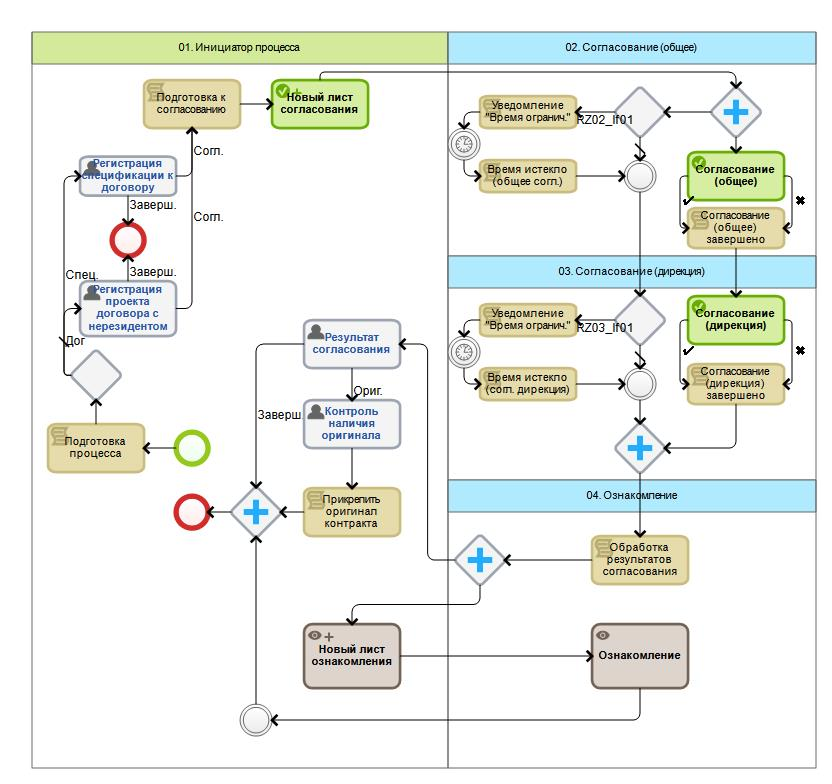 01. Инициатор процесса
02. Согласование (общее)
Подготовка к
согласованию
Новый лист
согласования
Уведомление
"Время огранич."
RZ02_If01
Согл.
Регистрация
спецификации к
договору
Время истекло
(общее согл.)
Согласование
(общее)
Заверш.
Согл.
Согласование
(общее)
завершено
Спец.
Заверш.
03. Согласование (дирекция)
Регистрация
проекта
договора с
нерезидентом
Уведомление
"Время огранич."
RZ03_If01
Согласование
(дирекция)
Дог
Результат
согласования
Время истекло
(согл. дирекция)
Согласование
(дирекция)
завершено
Ориг.
Заверш
Контроль
наличия
оригинала
Подготовка
процесса
04. Ознакомление
Прикрепить
оригинал
контракта
Обработка
результатов
согласования
Новый лист
ознакомления
Ознакомление